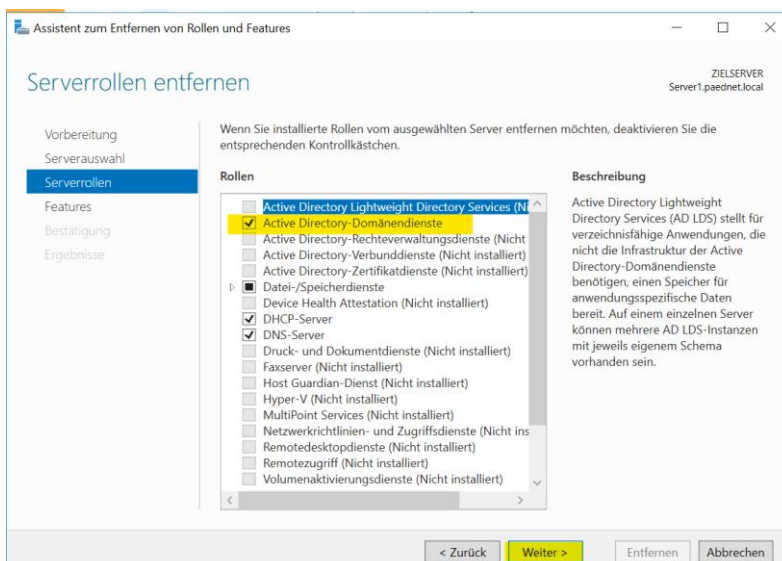 Assistent zum Entfernen von Rollen und Features
Serverrollen entfernen
ZIELSERVER
Server1.paednet.local
Vorbereitung
Serverauswahl
Serverrollen
Features
Bestätigung
Ergebnisse
Wenn Sie installierte Rollen vom ausgewählten Server entfernen möchten, deaktivieren Sie die
entsprechenden Kontrollkästchen.
Rollen
Active Directory Lightweight Directory Services (Ni
Active Directory-Domänendienste
Active Directory-Rechteverwaltungsdienste (Nicht
Active Directory-Verbunddienste (Nicht installiert)
Active Directory-Zertifikatdienste (Nicht installiert)
Datei-/Speicherdienste
Device Health Attestation (Nicht installiert)
DHCP-Server
DNS-Server
Druck- und Dokumentdienste (Nicht installiert)
Faxserver (Nicht installiert)
Host Guardian-Dienst (Nicht installiert)
Hyper-V (Nicht installiert)
MultiPoint Services (Nicht installiert)
Netzwerkrichtlinien- und Zugriffsdienste (Nicht ins
Remotedesktopdienste (Nicht installiert)
Remotezugriff (Nicht installiert)
Volumenaktivierungsdienste (Nicht installiert)
Beschreibung
Active Directory Lightweight
Directory Services (AD LDS) stellt für
verzeichnisfähige Anwendungen, die
nicht die Infrastruktur der Active
Directory-Domänendienste
benötigen, einen Speicher für
anwendungsspezifische Daten
bereit. Auf einem einzelnen Server
können mehrere AD LDS-Instanzen
mit jeweils eigenem Schema
vorhanden sein.
< Zurück
Weiter >
Entfernen
Abbrechen